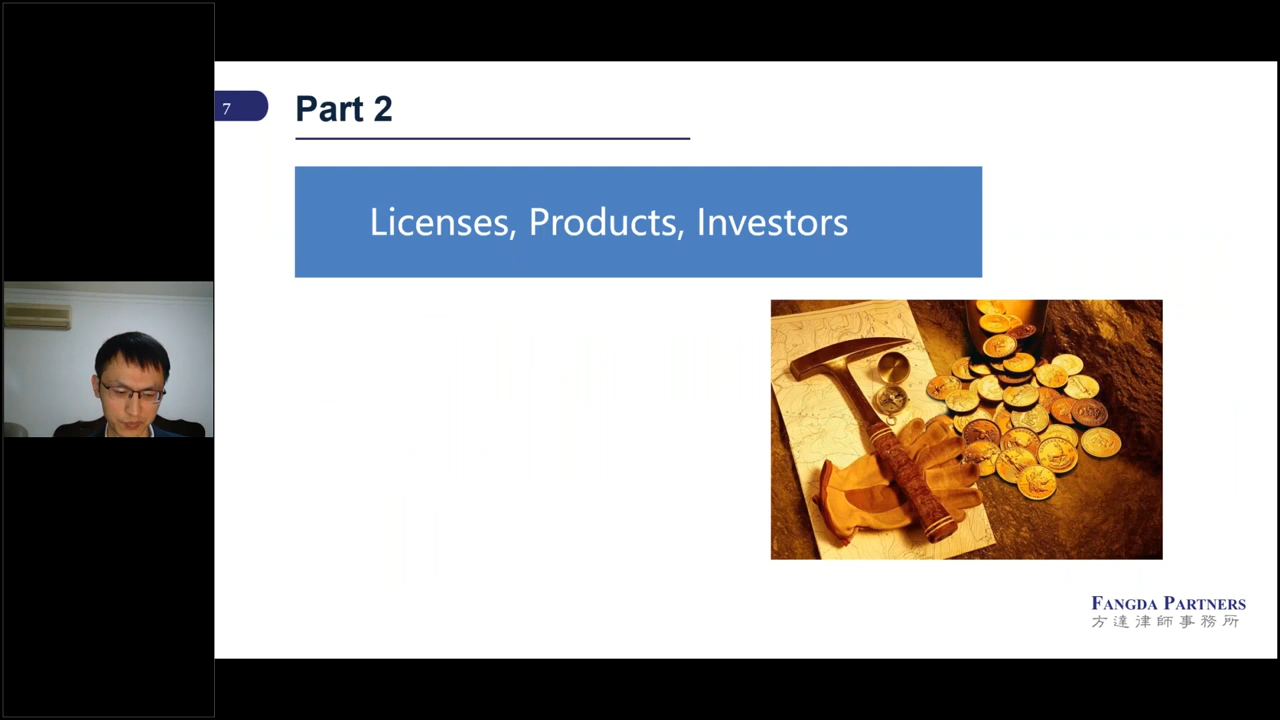 7
Part 2
Licenses, Products, Investors
FANGDA PARTNERS
方達律師事務所